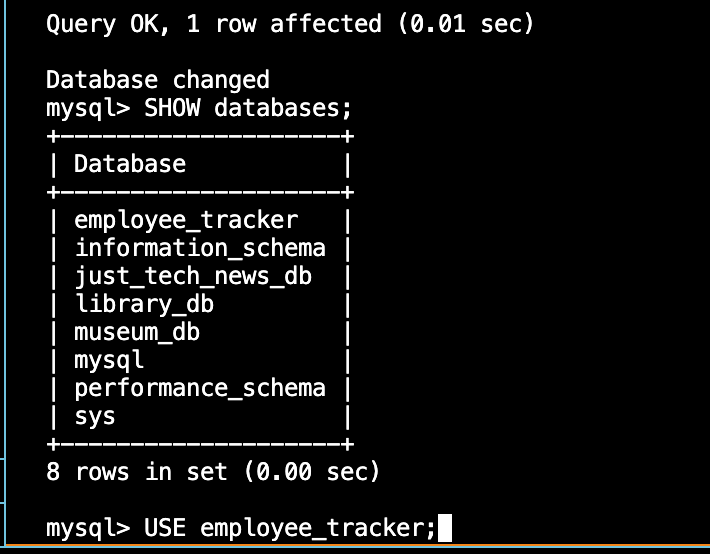 Query OK, 1 row affected (0.01 sec)
Database changed
mysql> SHOW databases;
+--------------------+
| Database           |
+--------------------+
| employee_tracker   |
| information_schema |
| just_tech_news_db  |
| library_db         |
| museum_db          |
| mysql              |
| performance_schema |
| sys                |
+--------------------+
8 rows in set (0.00 sec)
mysql> USE employee_tracker;